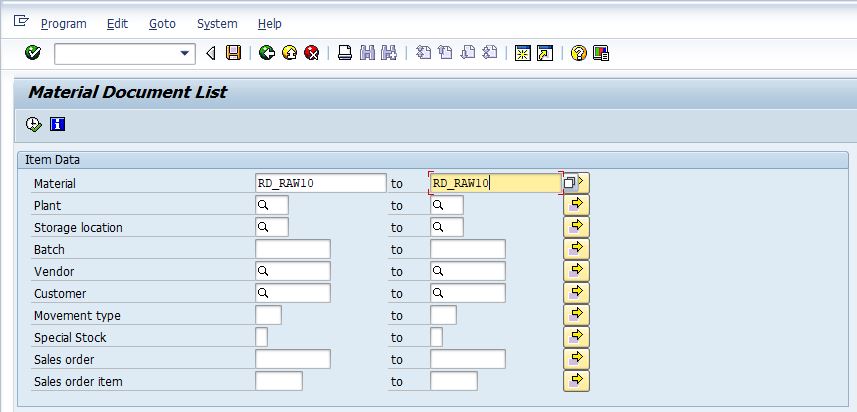 Program Edit Goto System Help
Material Document List
Item Data
Material RD_RAW10 to RD_RAW10
Plant to
Storage location to
Batch to
Vendor to
Customer to
Movement type to
Special Stock to
Sales order to
Sales order item to